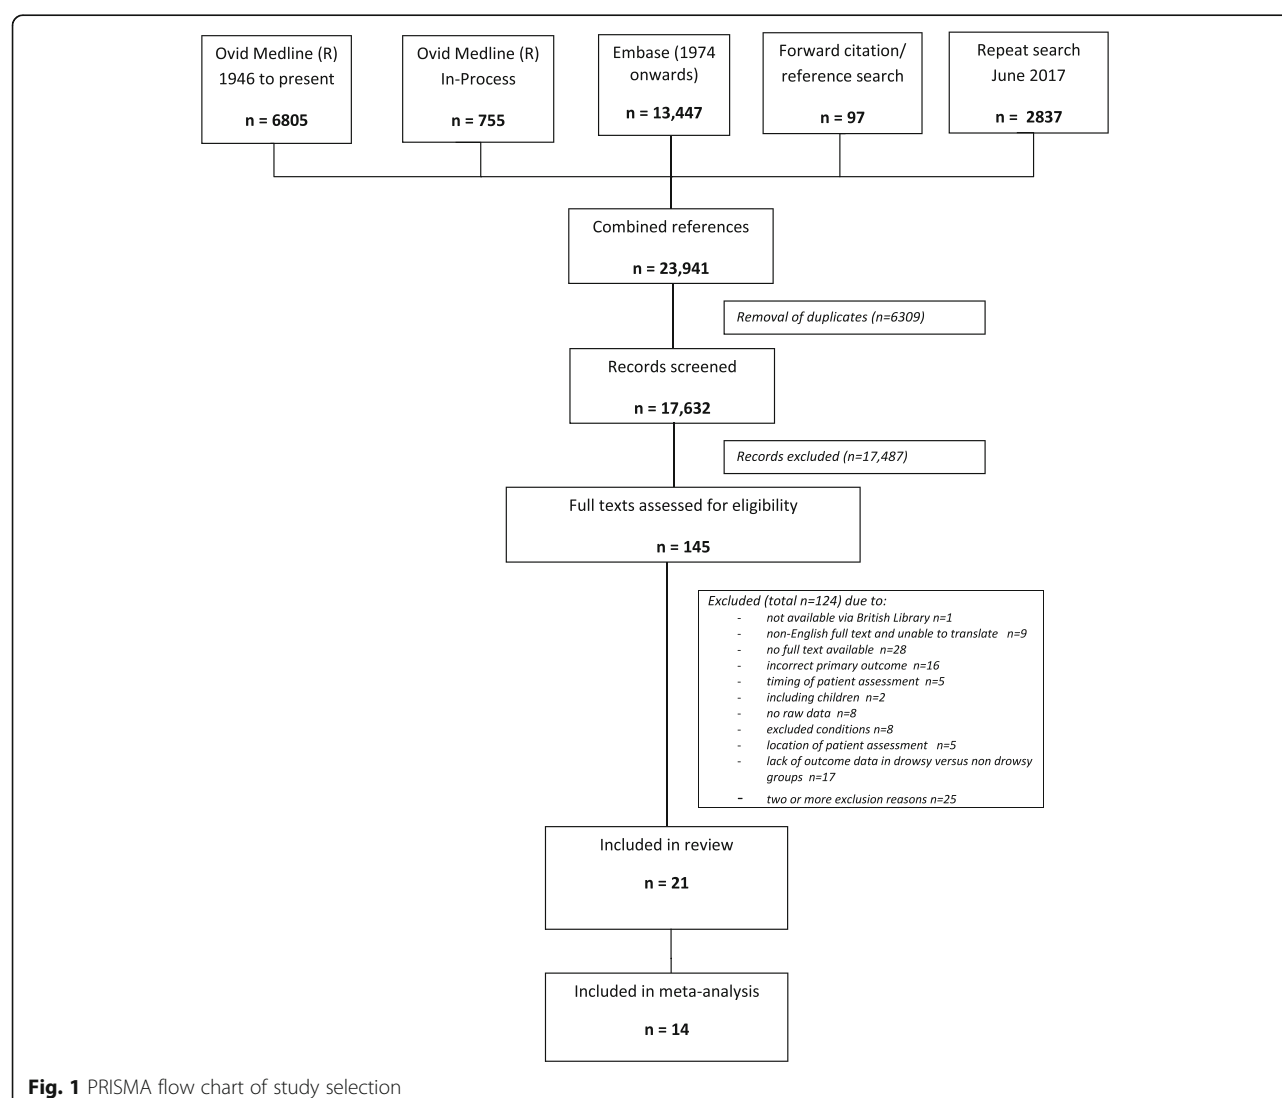 Ovid Medline (R)
1946 to present
n = 6805
Ovid Medline (R)
In-Process
n = 755
Embase (1974
onwards)
n = 13,447
Forward citation/
reference search
n = 97
Repeat search
June 2017
n = 2837
Combined references
n = 23,941
Removal of duplicates (n=6309)
Records screened
n = 17,632
Records excluded (n=17,487)
Full texts assessed for eligibility
n = 145
Excluded (total n=124) due to:
- not available via British Library n=1
- non-English full text and unable to translate n=9
- no full text available n=28
- incorrect primary outcome n=16
- timing of patient assessment n=5
- including children n=2
- no raw data n=8
- excluded conditions n=8
- location of patient assessment n=5
- lack of outcome data in drowsy versus non drowsy
groups n=17
- two or more exclusion reasons n=25
Included in review
n = 21
Included in meta-analysis
n = 14
Fig. 1 PRISMA flow chart of study selection